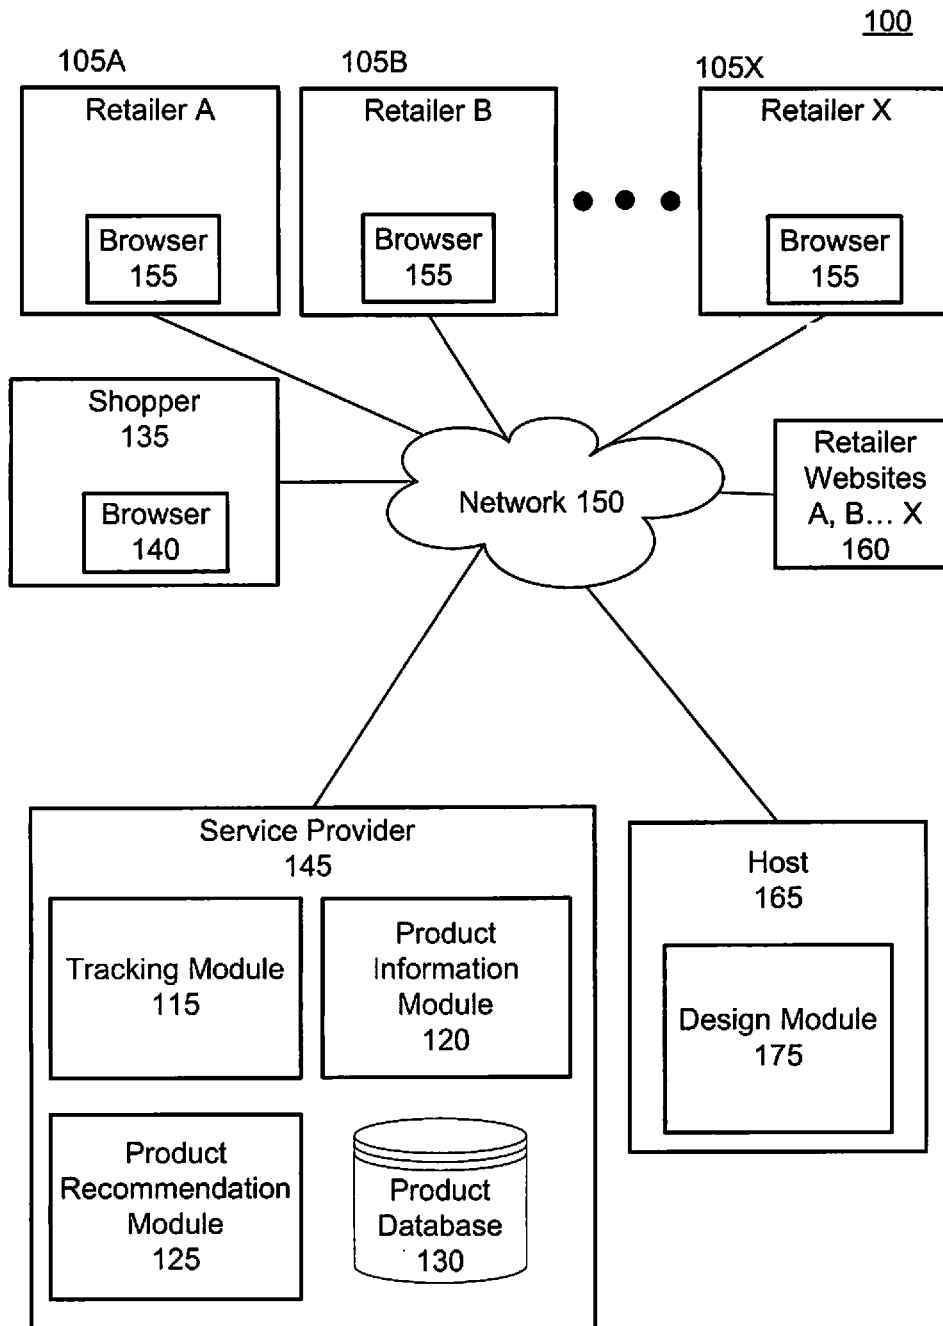 100
105A
105B
105X
Retailer A
Browser
155
Retailer B
Browser
155
Retailer X
Browser
155
Shopper
135
Browser
140
Network 150
Retailer
Websites
A, B... X
160
Service Provider
145
Tracking Module
115
Product
Information
Module
120
Product
Recommendation
Module
125
Product
Database
130
Host
165
Design Module
175